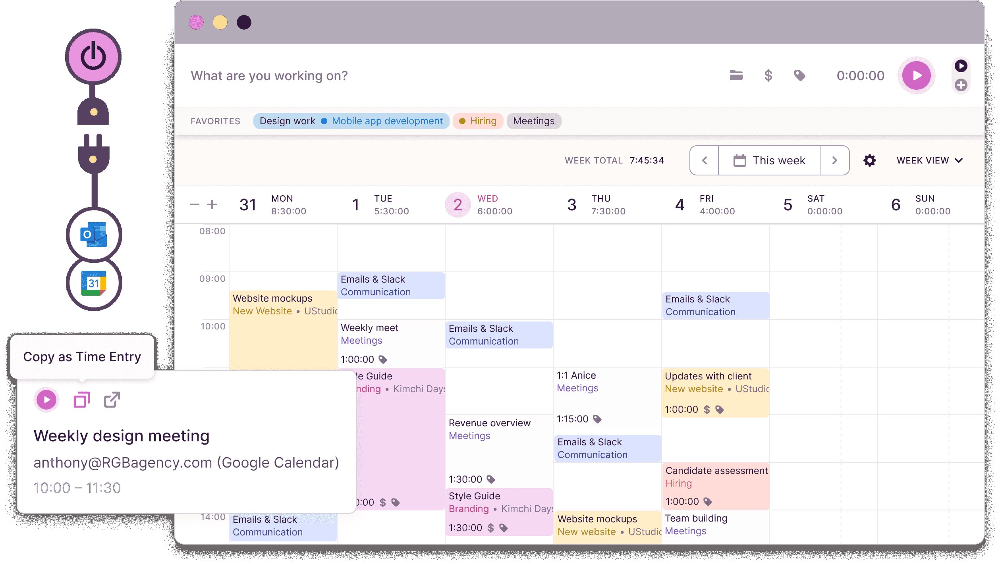 What are you working on?
0:00:00
FAVORITES
Design work • Mobile app development
• Hiring
Meetings
WEEK TOTAL 7:45:34
This week
WEEK VIEW
31 MON 8:30:00
1 TUE 5:30:00
2 WED 6:00:00
3 THU 7:30:00
4 FRI 4:00:00
5 SAT 0:00:00
6 SUN 0:00:00
08:00
09:00
10:00
14:00
Website mockups
New Website •
Emails & Slack
Communication
Emails & Slack
Communication
Weekly meet
Meetings
1:00:00
Guide
• Kimchi
Emails & Slack
Communication
Revenue overview
Meetings
1:30:00
Style Guide
Branding • Kimchi
1:30:00 $
1:1 Anice
Meetings
1:15:00
Emails & Slack
Communication
Website mockups
New website •
Emails & Slack
Communication
Updates with client
New website •
1:00:00 $
Candidate assessment
Hiring
1:00:00
Team building
Meetings
O
31
Copy as Time Entry
Weekly design meeting
anthony@RGBagency.com (Google Calendar)
10:00 – 11:30